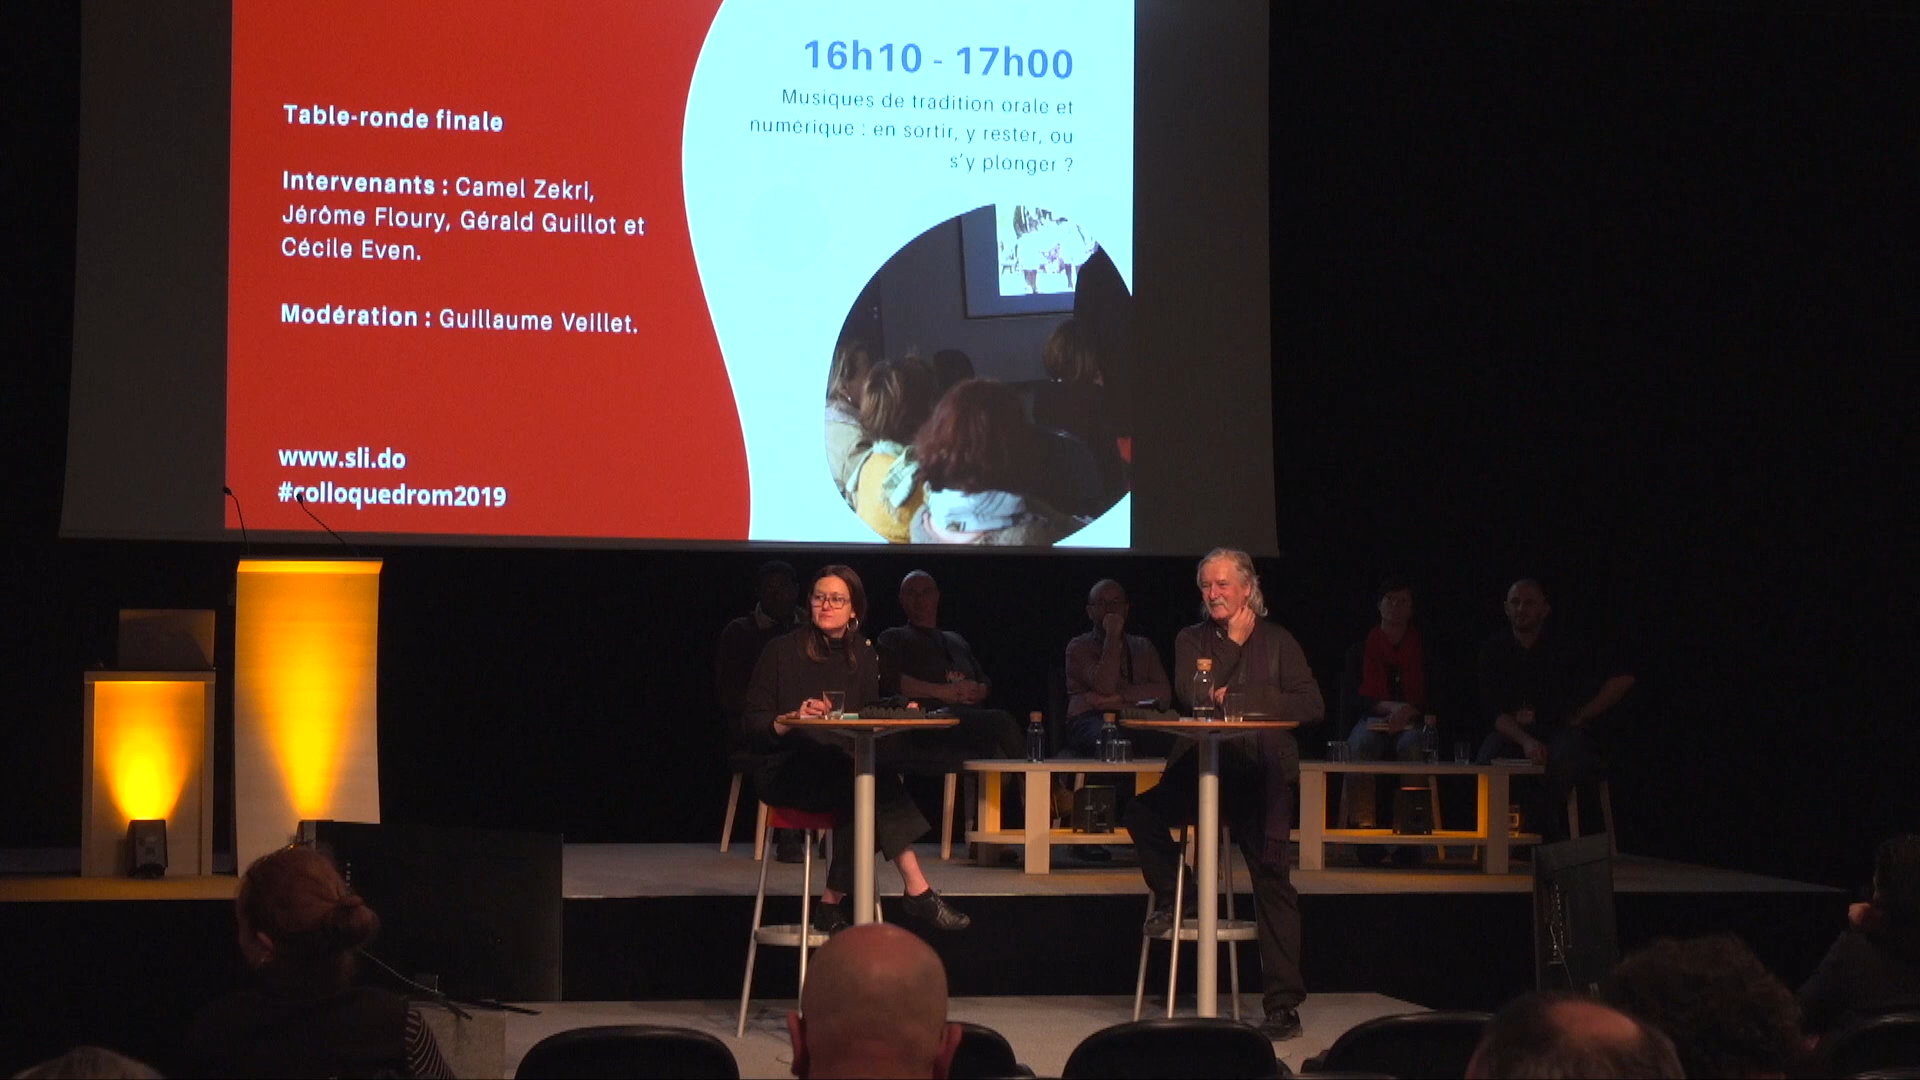 Table-ronde finale
Intervenants : Camel Zekri,
Jérôme Floury, Gérald Guillot et
Cécile Even.
Modération : Guillaume Veillet.
www.sli.do
#colloquedrom2019
16h10 - 17h00
Musiques de tradition orale et
numérique : en sortir, y rester, ou
s'y plonger ?